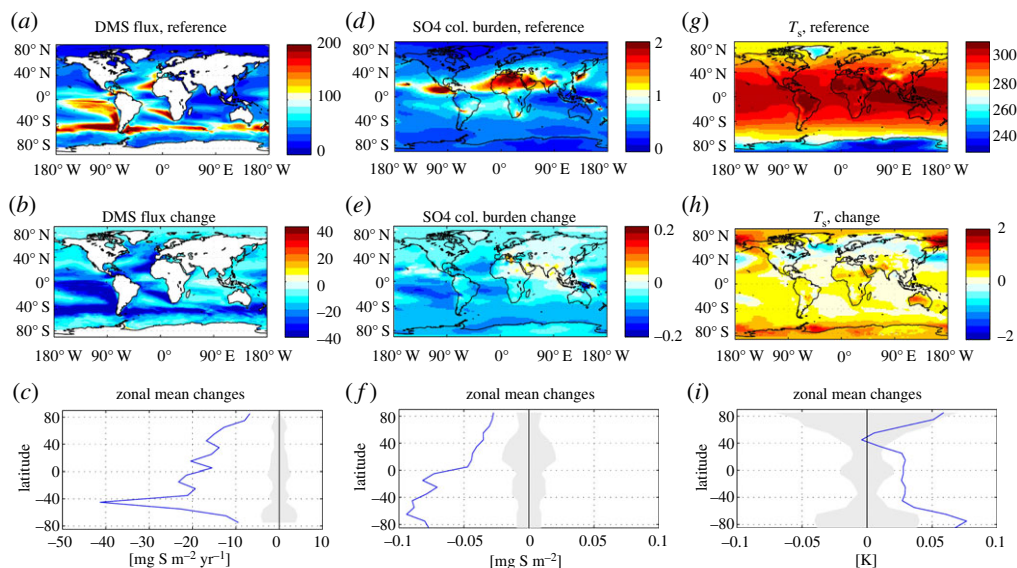 (a) DMS flux, reference
80° N
40° N
0°
40° S
80° S
180° W 90° W 0° 90° E 180° W
200
100
0
(d) SO4 col. burden, reference
80° N
40° N
0°
40° S
80° S
180° W 90° W 0° 90° E 180° W
2
1
0
(g) Ts, reference
80° N
40° N
0°
40° S
80° S
180° W 90° W 0° 90° E 180° W
300
280
260
240
(b) DMS flux change
80° N
40° N
0°
40° S
80° S
180° W 90° W 0° 90 E 180° W
40
20
0
−20
−40
(e) SO4 col. burden change
80° N
40° N
0°
40° S
80° S
180° W 90° W 0° 90° E 180° W
0.2
0
−0.2
(h) Ts, change
80° N
40° N
0°
40° S
80° S
180° W 90° W 0° 90° E 180° W
2
0
−2
(c) zonal mean changes
latitude
80
40
0
−40
−80
−50 −40 −30 −20 −10 0 10
[mg S m−2 yr−1]
(f) zonal mean changes
latitude
80
40
0
−40
−80
−0.1 −0.05 0 0.05 0.1
[mg S m−2]
(i) zonal mean changes
latitude
80
40
0
−40
−80
−0.1 −0.05 0 0.05 0.1
[K]